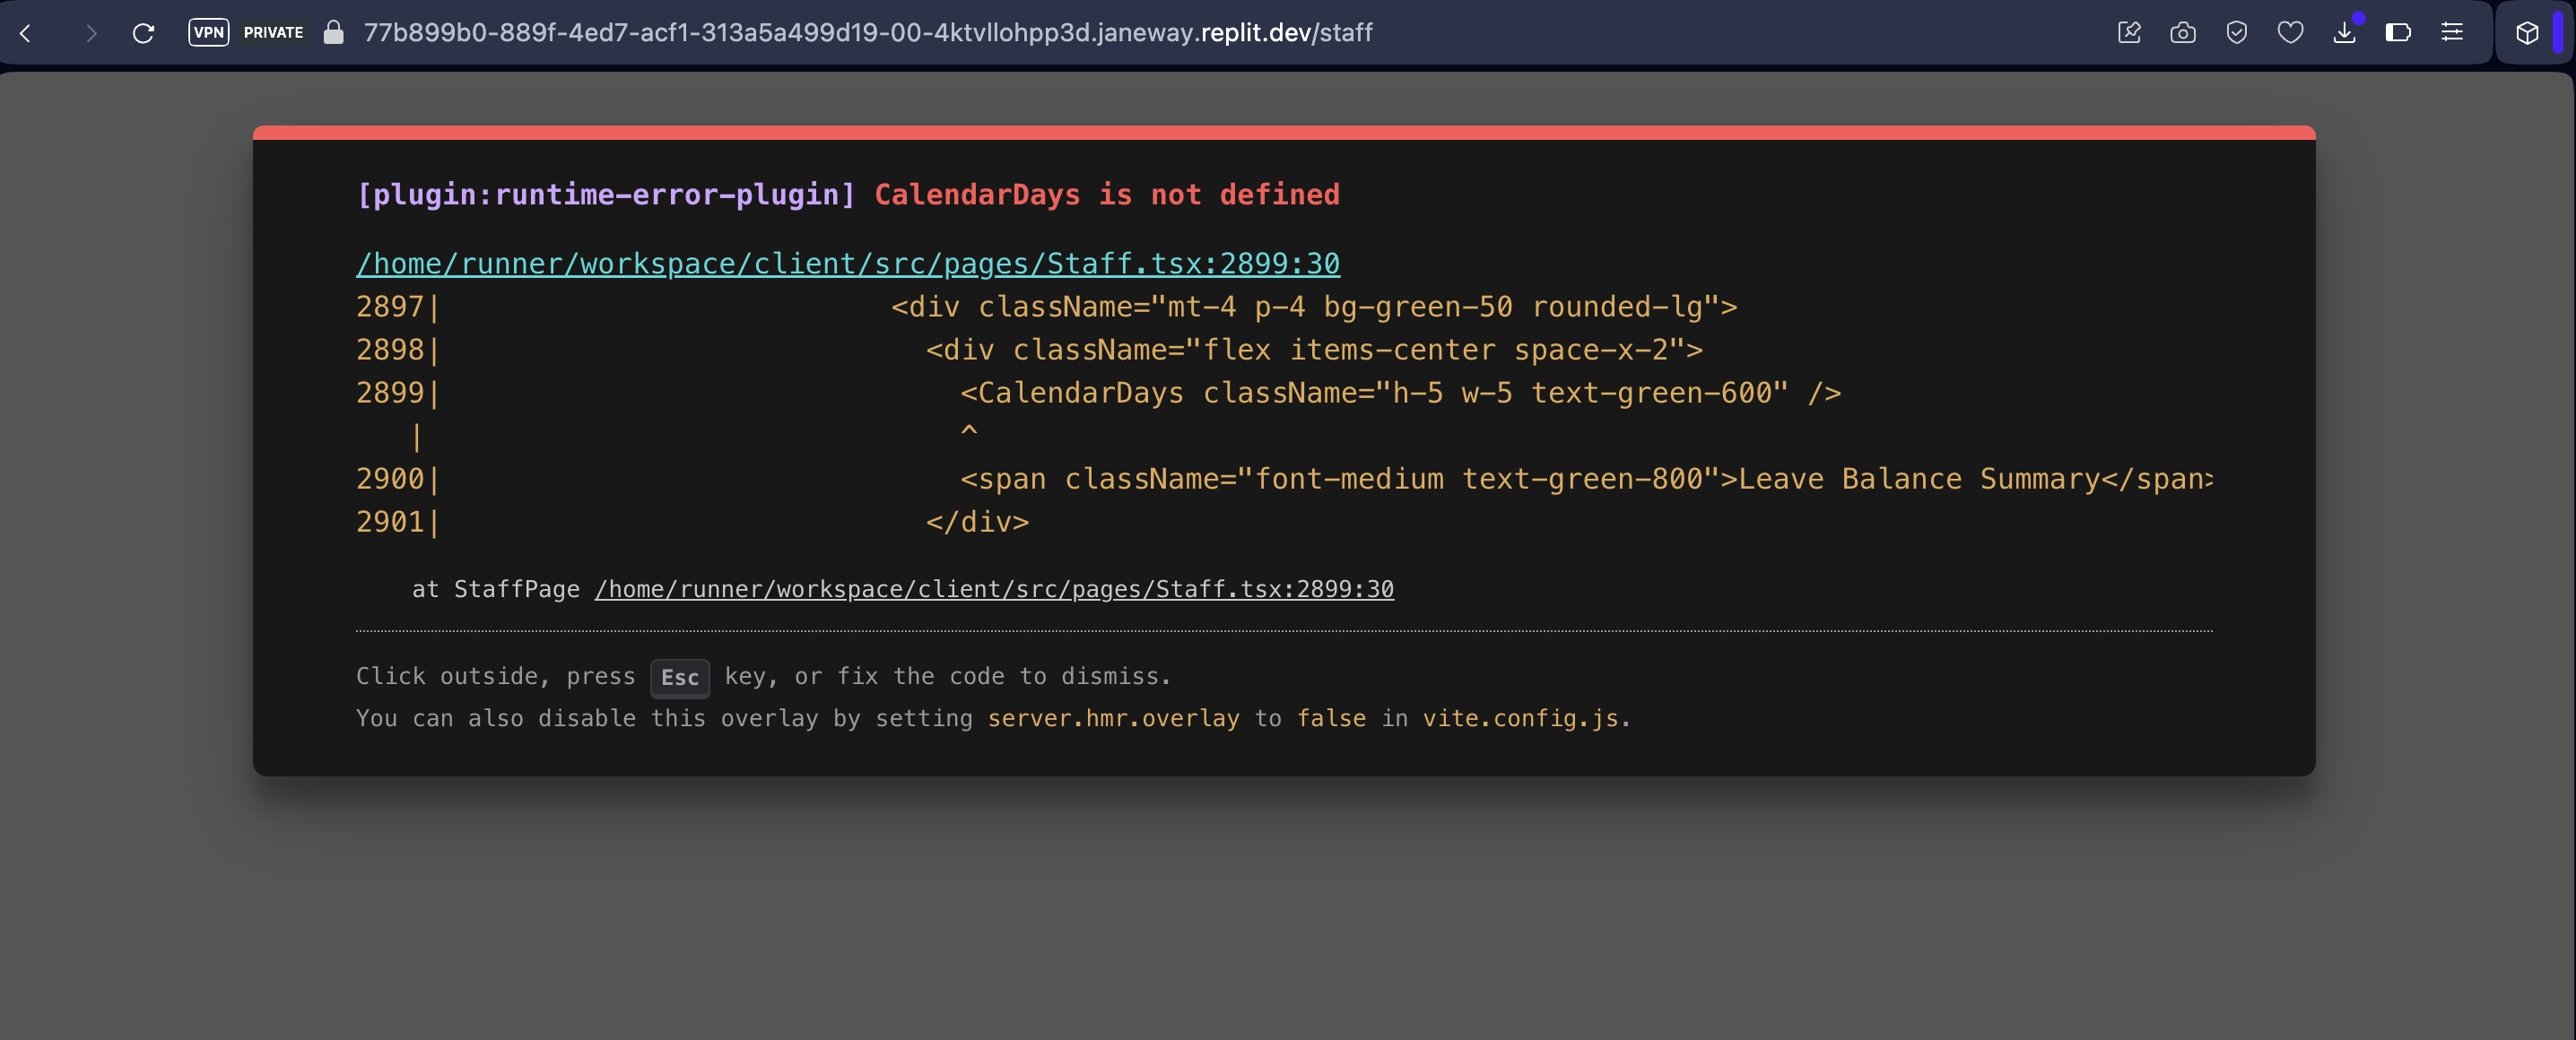 VPN PRIVATE 77b899b0-889f-4ed7-acf1-313a5a499d19-00-4ktvllohpp3d.janeway.replit.dev/staff
[plugin:runtime-error-plugin] CalendarDays is not defined
/home/runner/workspace/client/src/pages/Staff.tsx:2899:30
2897|                          <div className="mt-4 p-4 bg-green-50 rounded-lg">
2898|                            <div className="flex items-center space-x-2">
2899|                              <CalendarDays className="h-5 w-5 text-green-600" />
    |                              ^
2900|                              <span className="font-medium text-green-800">Leave Balance Summary</span>
2901|                            </div>
at StaffPage /home/runner/workspace/client/src/pages/Staff.tsx:2899:30
Click outside, press Esc key, or fix the code to dismiss.
You can also disable this overlay by setting server.hmr.overlay to false in vite.config.js.